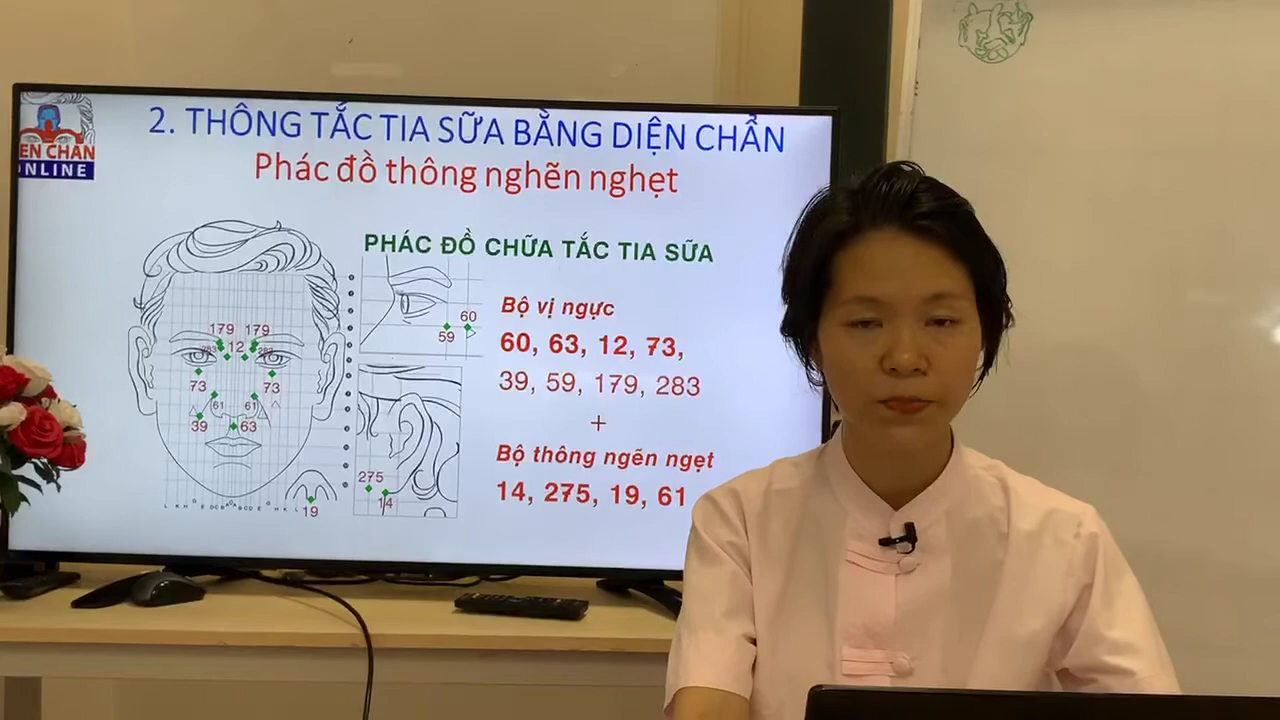 2. THÔNG TẮC TIA SỮA BẰNG DIỆN CHẨN
Phác đồ thông nghẽn nghẹt
EN CHAN
ONLINE
PHÁC ĐỒ CHỮA TẮC TIA SỮA
Bộ vị ngực
60, 63, 12, 73,
39, 59, 179, 283
+
Bộ thông ngẽn ngẹt
14, 275, 19, 61
179 179
283 12
73 73
61 61
39 63
19
60
59
275
14